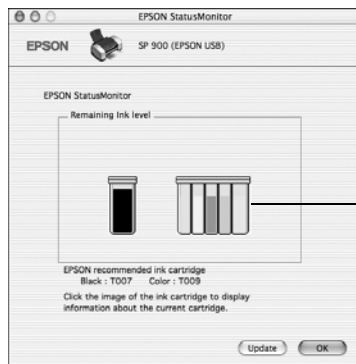 EPSON StatusMonitor
EPSON
SP 900 (EPSON USB)
EPSON StatusMonitor
Remaining Ink level
EPSON recommended ink cartridge
Black : T007 Color : T009
Click the image of the ink cartridge to display
information about the current cartridge.
Update
OK